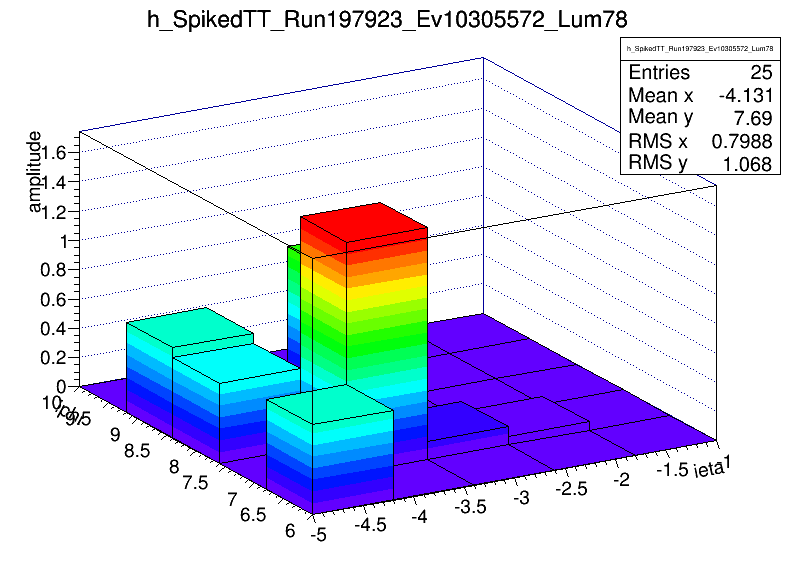 h_SpikedTT_Run197923_Ev10305572_Lum78
h_SpikedTT_Run197923_Ev10305572_Lum78
Entries 25
Mean x -4.131
Mean y 7.69
RMS x 0.7988
RMS y 1.068
amplitude
1.6
1.4
1.2
1
0.8
0.6
0.4
0.2
0
10
iphi
9.5
9
8.5
8
7.5
7
6.5
6
-5
-4.5
-4
-3.5
-3
-2.5
-2
-1.5
-1
ieta